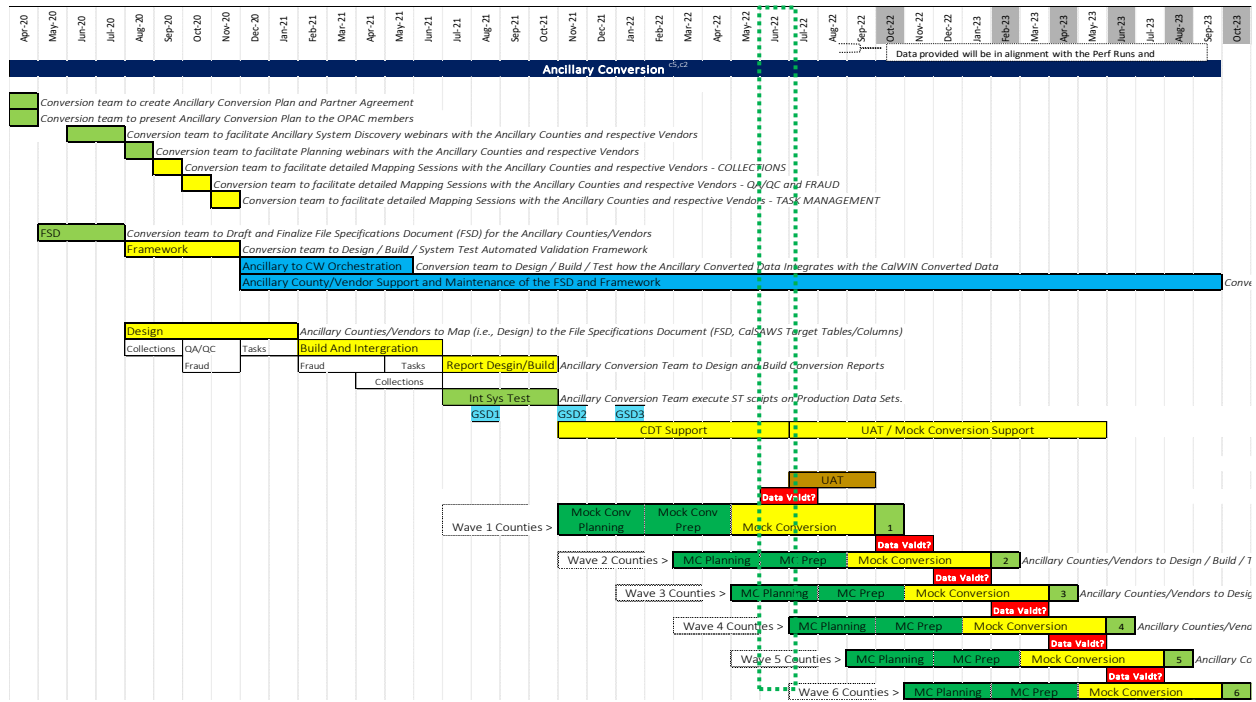 Apr-20 May-20 Jun-20 Jul-20 Aug-20 Sep-20 Oct-20 Nov-20 Dec-20 Jan-21 Feb-21 Mar-21 Apr-21 May-21 Jun-21 Jul-21 Aug-21 Sep-21 Oct-21 Nov-21 Dec-21 Jan-22 Feb-22 Mar-22 Apr-22 May-22 Jun-22 Jul-22 Aug-22 Sep-22 Oct-22 Nov-22 Dec-22 Jan-23 Feb-23 Mar-23 Apr-23 May-23 Jun-23 Jul-23 Aug-23 Sep-23 Oct-23
Data provided will be in alignment with the Perf Runs and
Ancillary Conversion c5,c2
Conversion team to create Ancillary Conversion Plan and Partner Agreement
Conversion team to present Ancillary Conversion Plan to the OPAC members
Conversion team to facilitate Ancillary System Discovery webinars with the Ancillary Counties and respective Vendors
Conversion team to facilitate Planning webinars with the Ancillary Counties and respective Vendors
Conversion team to facilitate detailed Mapping Sessions with the Ancillary Counties and respective Vendors - COLLECTIONS
Conversion team to facilitate detailed Mapping Sessions with the Ancillary Counties and respective Vendors - QA/QC and FRAUD
Conversion team to facilitate detailed Mapping Sessions with the Ancillary Counties and respective Vendors - TASK MANAGEMENT
FSD Conversion team to Draft and Finalize File Specifications Document (FSD) for the Ancillary Counties/Vendors
Framework Conversion team to Design / Build / System Test Automated Validation Framework
Ancillary to CW Orchestration Conversion team to Design / Build / Test how the Ancillary Converted Data Integrates with the CalWIN Converted Data
Ancillary County/Vendor Support and Maintenance of the FSD and Framework Conve
Design Ancillary Counties/Vendors to Map (i.e., Design) to the File Specifications Document (FSD, CalSAWS Target Tables/Columns)
Collections QA/QC Tasks Build And Intergration
Fraud Fraud Tasks Report Desgin/Build Ancillary Conversion Team to Design and Build Conversion Reports
Collections
Int Sys Test Ancillary Conversion Team execute ST scripts on Production Data Sets.
GSD1 GSD2 GSD3
CDT Support UAT / Mock Conversion Support
UAT
Data Valdt?
Wave 1 Counties > Mock Conv Planning Mock Conv Prep Mock Conversion 1
Data Valdt?
Wave 2 Counties > MC Planning MC Prep Mock Conversion 2 Ancillary Counties/Vendors to Design / Build / T
Data Valdt?
Wave 3 Counties > MC Planning MC Prep Mock Conversion 3 Ancillary Counties/Vendors to Desig
Data Valdt?
Wave 4 Counties > MC Planning MC Prep Mock Conversion 4 Ancillary Counties/Vend
Data Valdt?
Wave 5 Counties > MC Planning MC Prep Mock Conversion 5 Ancillary Co
Data Valdt?
Wave 6 Counties > MC Planning MC Prep Mock Conversion 6